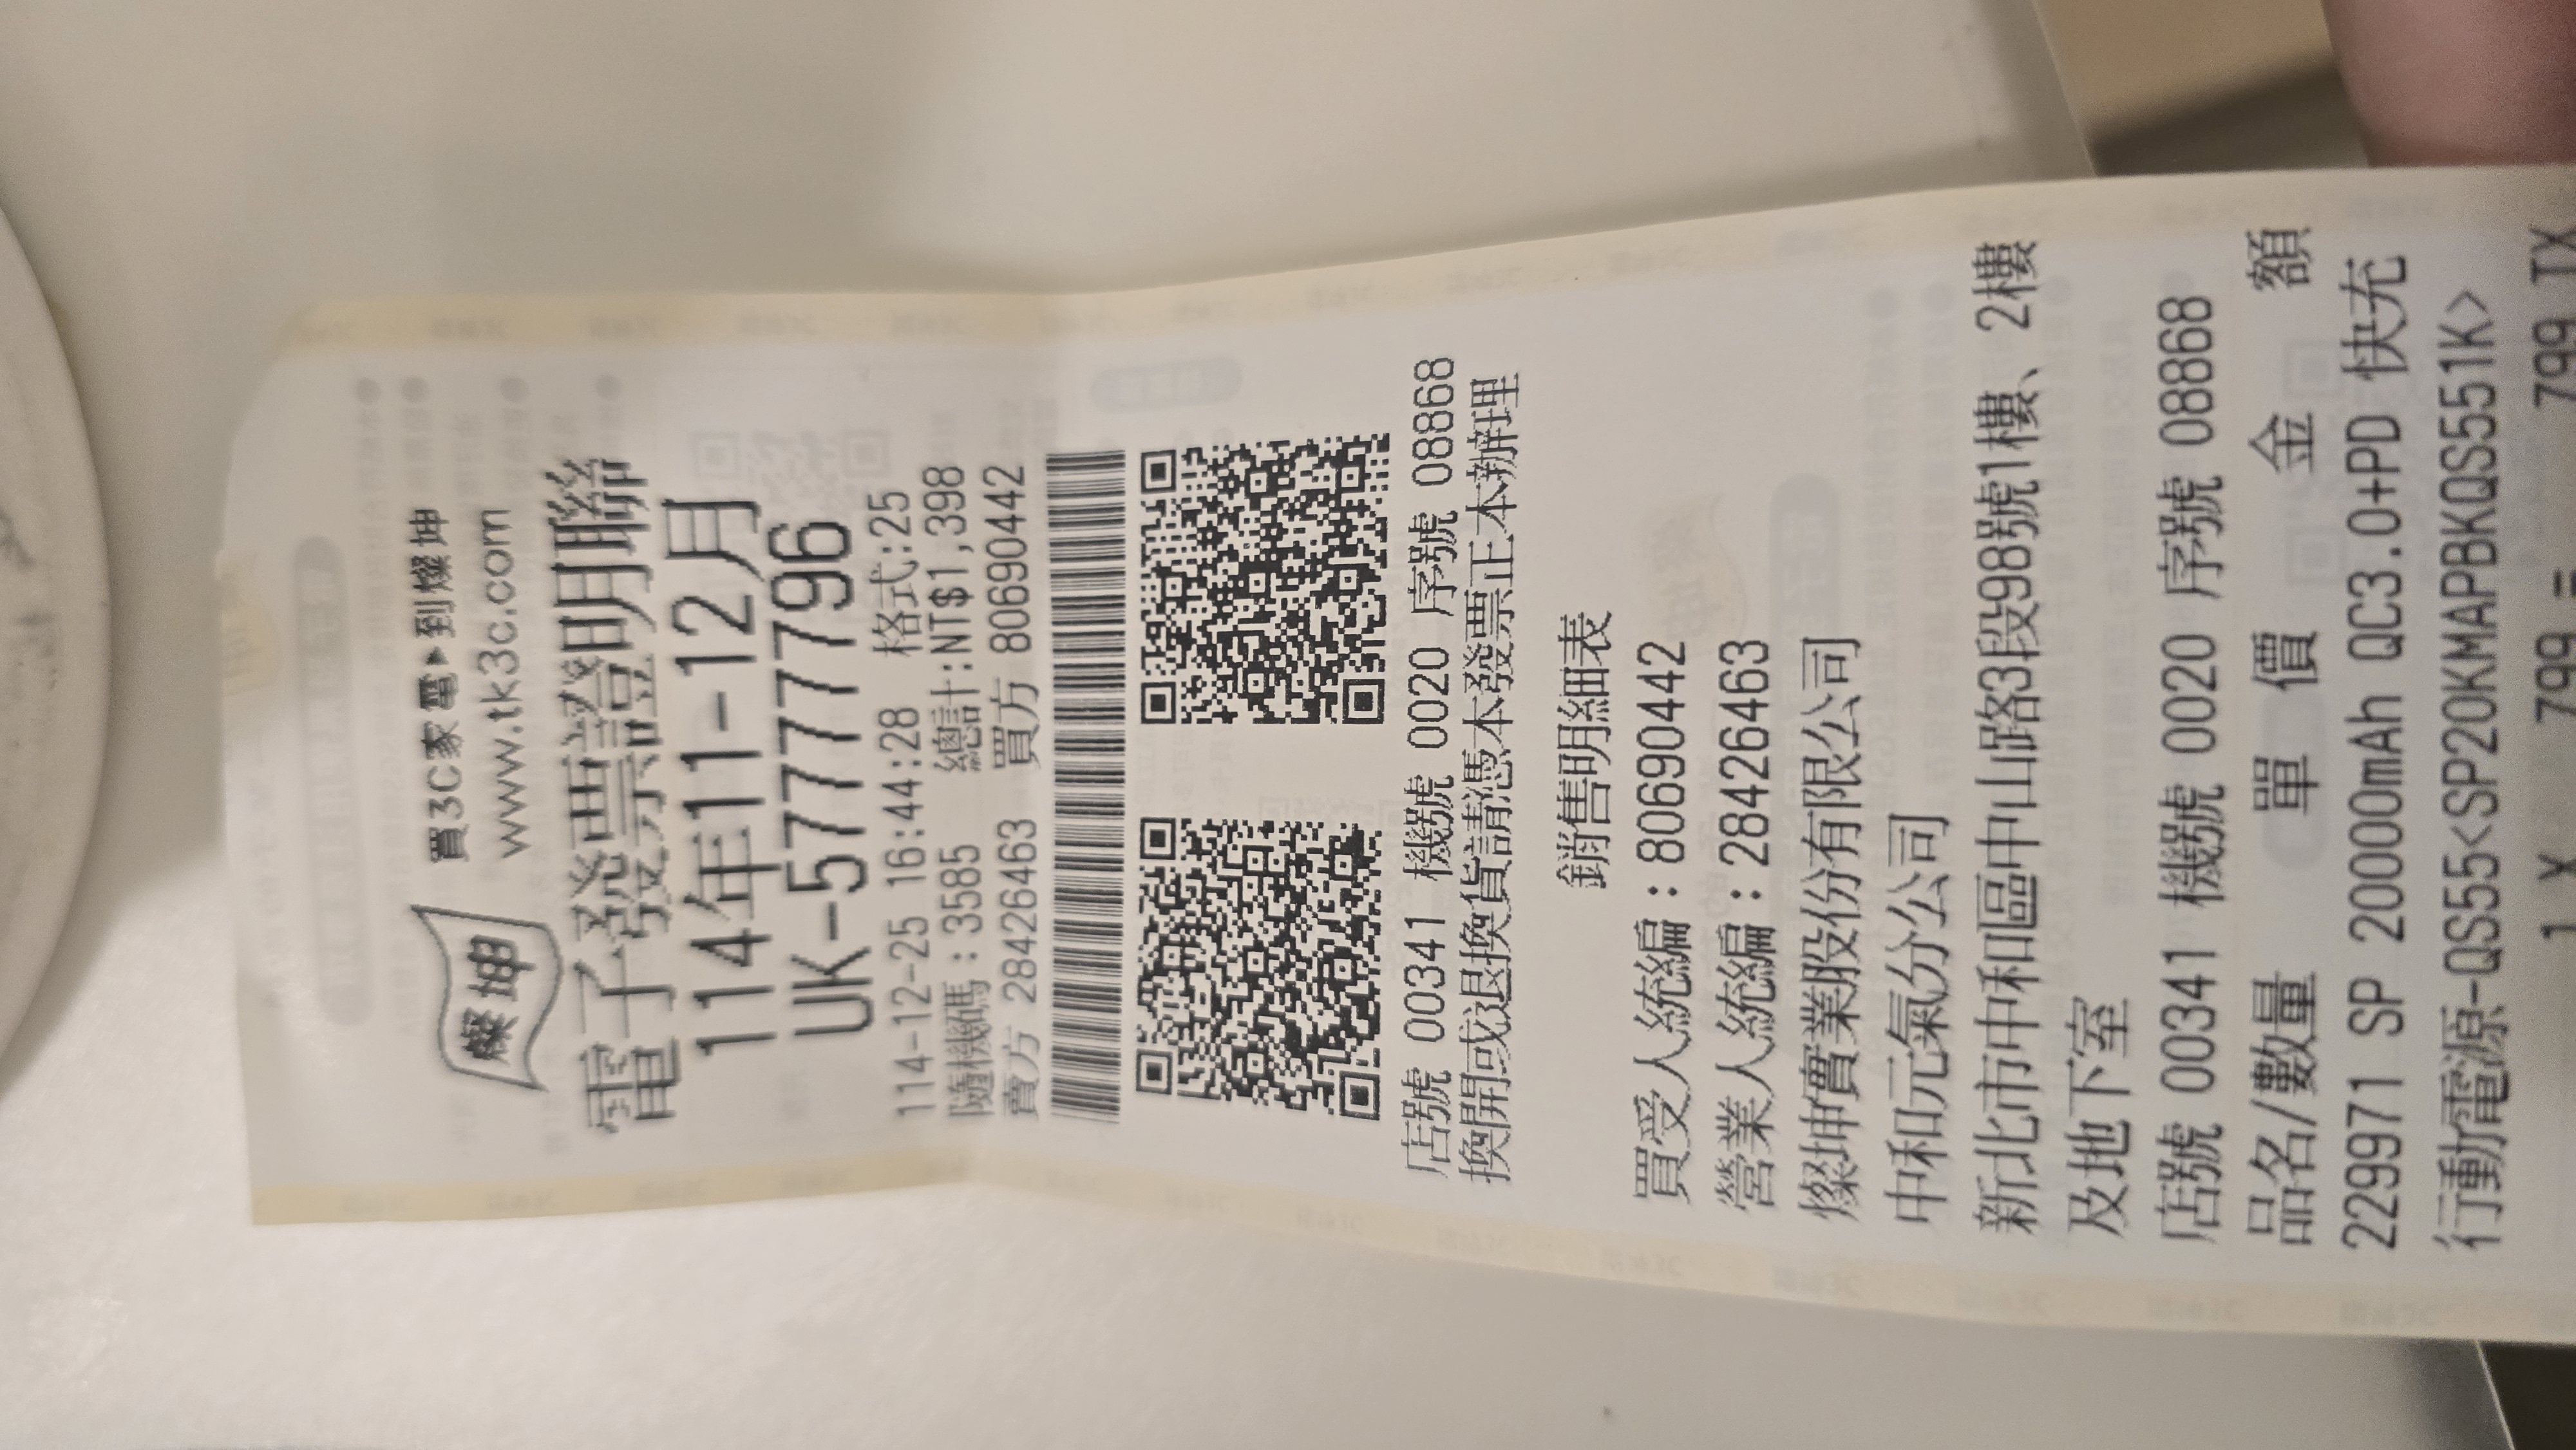 燦坤 買3C家電▸到燦坤
www.tk3c.com
電子發票證明聯
114年11-12月
UK-57777796
114-12-25 16:44:28 格式:25
隨機碼:3585 總計:NT$1,398
賣方 28426463 買方 80690442
店號 00341 機號 0020 序號 08868
換開或退換貨請憑本發票正本辦理
銷售明細表
買受人統編:80690442
營業人統編:28426463
燦坤實業股份有限公司
中和元氣分公司
新北市中和區中山路3段98號1樓、2樓
及地下室
店號 00341 機號 0020 序號 08868
品名/數量 單 價 金 額
229971 SP 20000mAh QC3.0+PD 快充
行動電源-QS55<SP20KMAPBKQS551K>
1 X 799 = 799 TX